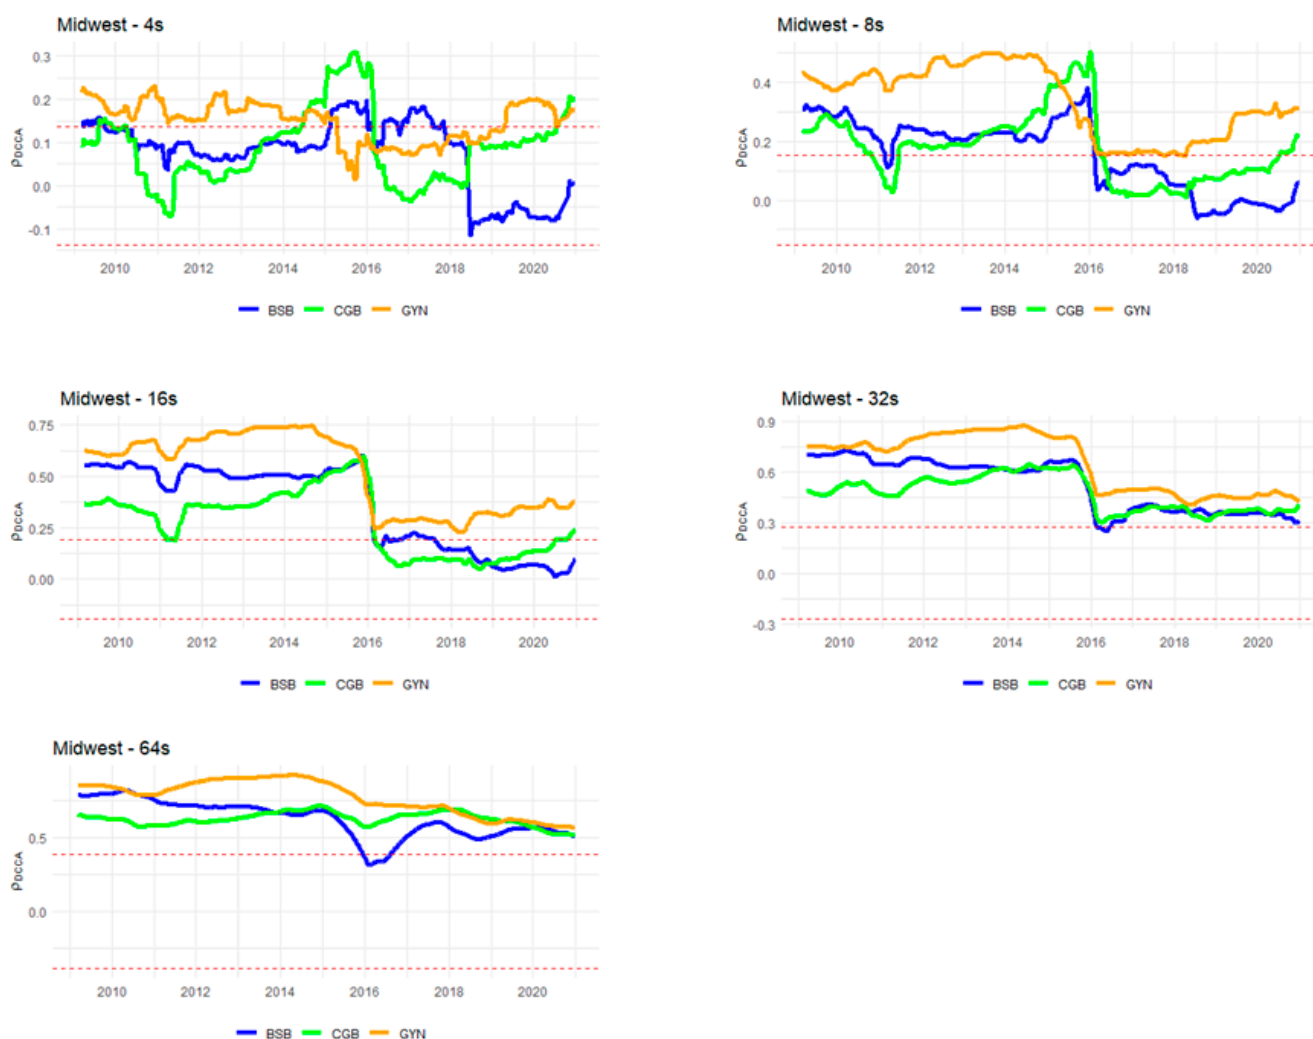 Midwest - 4s
0.3
0.2
0.1
0.0
-0.1
ρDCCA
2010 2012 2014 2016 2018 2020
BSB CGB GYN
Midwest - 8s
0.4
0.2
0.0
ρDCCA
2010 2012 2014 2016 2018 2020
BSB CGB GYN
Midwest - 16s
0.75
0.50
0.25
0.00
ρDCCA
2010 2012 2014 2016 2018 2020
BSB CGB GYN
Midwest - 32s
0.9
0.6
0.3
0.0
-0.3
ρDCCA
2010 2012 2014 2016 2018 2020
BSB CGB GYN
Midwest - 64s
0.5
0.0
ρDCCA
2010 2012 2014 2016 2018 2020
BSB CGB GYN